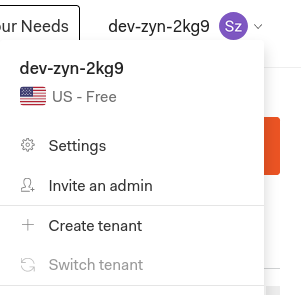 our Needs
dev-zyn-2kg9
Sz
dev-zyn-2kg9
US - Free
Settings
Invite an admin
Create tenant
Switch tenant